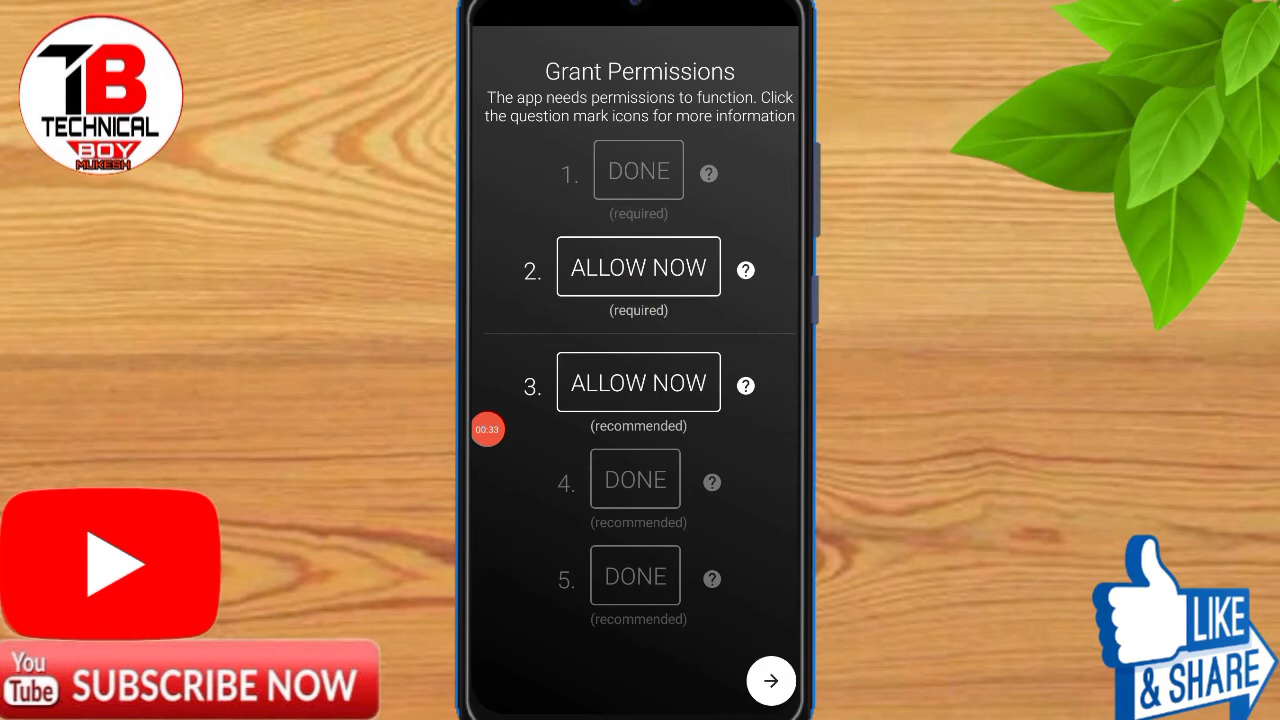 TB
TECHNICAL
BOY
MUKESH
Grant Permissions
The app needs permissions to function. Click
the question mark icons for more information
1. DONE ?
(required)
2. ALLOW NOW ?
(required)
3. ALLOW NOW ?
(recommended)
00:33
4. DONE ?
(recommended)
5. DONE ?
(recommended)
You
Tube
SUBSCRIBE NOW
LIKE
& SHARE